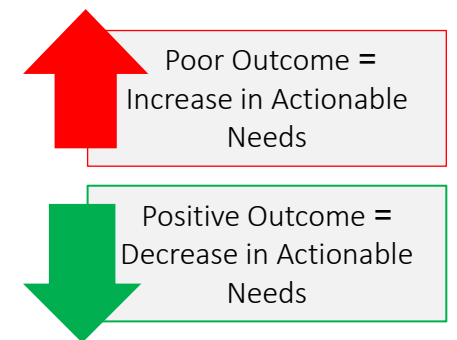 Poor Outcome =
Increase in Actionable
Needs
Positive Outcome =
Decrease in Actionable
Needs